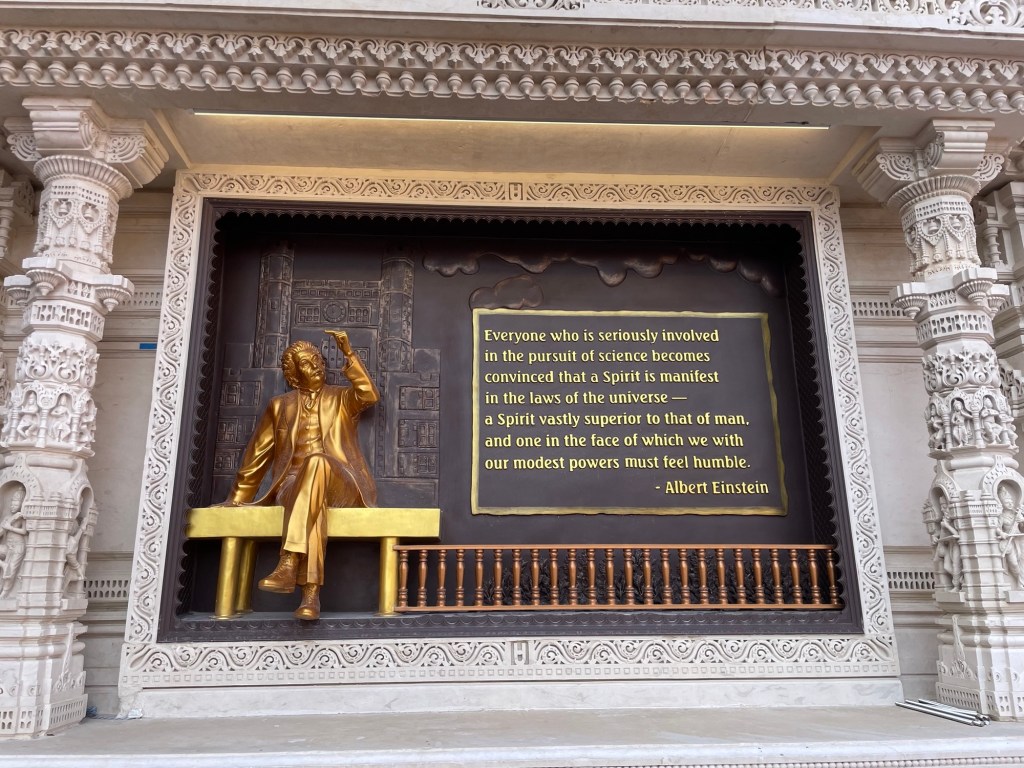 Everyone who is seriously involved
in the pursuit of science becomes
convinced that a Spirit is manifest
in the laws of the universe —
a Spirit vastly superior to that of man,
and one in the face of which we with
our modest powers must feel humble.
- Albert Einstein